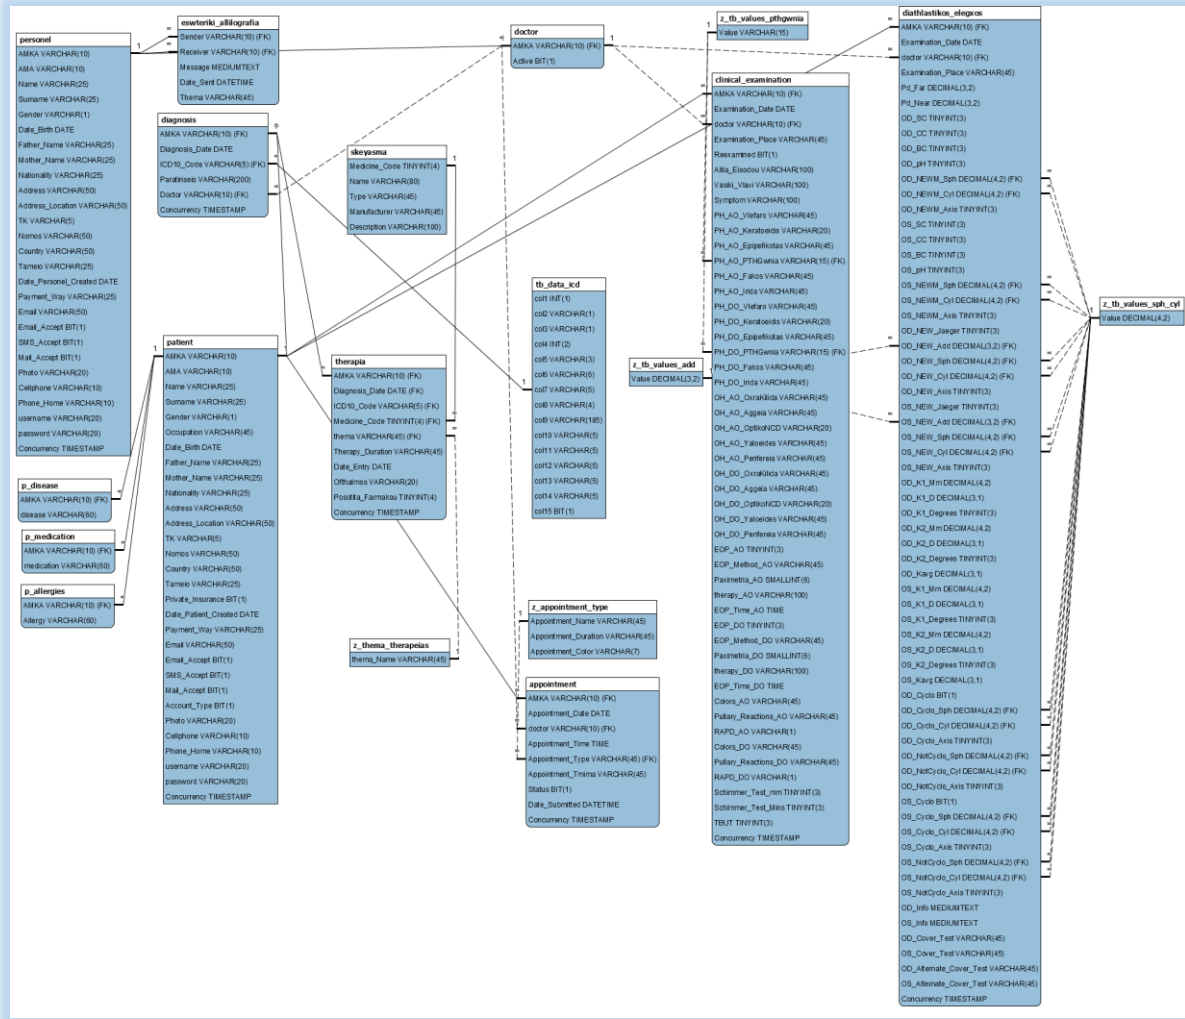 personel
AMKA VARCHAR(10)
AMA VARCHAR(10)
Name VARCHAR(25)
Surname VARCHAR(25)
Gender VARCHAR(1)
Date_Birth DATE
Father_Name VARCHAR(25)
Mother_Name VARCHAR(25)
Nationality VARCHAR(25)
Address VARCHAR(50)
Address_Location VARCHAR(50)
TK VARCHAR(5)
Nomos VARCHAR(50)
Country VARCHAR(50)
Tameio VARCHAR(25)
Date_Personel_Created DATE
Payment_Way VARCHAR(25)
Email VARCHAR(50)
Email_Accept BIT(1)
SMS_Accept BIT(1)
Mail_Accept BIT(1)
Photo VARCHAR(20)
Cellphone VARCHAR(10)
Phone_Home VARCHAR(10)
username VARCHAR(20)
password VARCHAR(20)
Concurrency TIMESTAMP
p_disease
AMKA VARCHAR(10) (FK)
disease VARCHAR(60)
p_medication
AMKA VARCHAR(10) (FK)
medication VARCHAR(60)
p_allergies
AMKA VARCHAR(10) (FK)
Allergy VARCHAR(60)
eswteriki_allilografia
Sender VARCHAR(10) (FK)
Receiver VARCHAR(10) (FK)
Message MEDIUMTEXT
Date_Sent DATETIME
Thema VARCHAR(45)
diagnosis
AMKA VARCHAR(10) (FK)
Diagnosis_Date DATE
ICD10_Code VARCHAR(5) (FK)
Paratiriseis VARCHAR(200)
Doctor VARCHAR(10) (FK)
Concurrency TIMESTAMP
patient
AMKA VARCHAR(10)
AMA VARCHAR(10)
Name VARCHAR(25)
Surname VARCHAR(25)
Gender VARCHAR(1)
Occupation VARCHAR(45)
Date_Birth DATE
Father_Name VARCHAR(25)
Mother_Name VARCHAR(25)
Nationality VARCHAR(25)
Address VARCHAR(50)
Address_Location VARCHAR(50)
TK VARCHAR(5)
Nomos VARCHAR(50)
Country VARCHAR(50)
Tameio VARCHAR(25)
Private_Insurance BIT(1)
Date_Patient_Created DATE
Payment_Way VARCHAR(25)
Email VARCHAR(50)
Email_Accept BIT(1)
SMS_Accept BIT(1)
Mail_Accept BIT(1)
Account_Type BIT(1)
Photo VARCHAR(20)
Cellphone VARCHAR(10)
Phone_Home VARCHAR(10)
username VARCHAR(20)
password VARCHAR(20)
Concurrency TIMESTAMP
skeyasma
Medicine_Code TINYINT(4)
Name VARCHAR(80)
Type VARCHAR(45)
Manufacturer VARCHAR(45)
Description VARCHAR(100)
therapia
AMKA VARCHAR(10) (FK)
Diagnosis_Date DATE (FK)
ICD10_Code VARCHAR(5) (FK)
Medicine_Code TINYINT(4) (FK)
thema VARCHAR(45) (FK)
Therapy_Duration VARCHAR(45)
Date_Entry DATE
Ofthalmos VARCHAR(20)
Posotita_Farmakou TINYINT(4)
Concurrency TIMESTAMP
z_thema_therapeias
thema_Name VARCHAR(45)
doctor
AMKA VARCHAR(10) (FK)
Active BIT(1)
tb_data_icd
col1 INT(1)
col2 VARCHAR(1)
col3 VARCHAR(1)
col4 INT(2)
col5 VARCHAR(3)
col6 VARCHAR(6)
col7 VARCHAR(5)
col8 VARCHAR(4)
col9 VARCHAR(185)
col10 VARCHAR(5)
col11 VARCHAR(5)
col12 VARCHAR(5)
col13 VARCHAR(5)
col14 VARCHAR(5)
col15 BIT(1)
z_appointment_type
Appointment_Name VARCHAR(45)
Appointment_Duration VARCHAR(45)
Appointment_Color VARCHAR(7)
appointment
AMKA VARCHAR(10) (FK)
Appointment_Date DATE
doctor VARCHAR(10) (FK)
Appointment_Time TIME
Appointment_Type VARCHAR(45) (FK)
Appointment_Tmima VARCHAR(45)
Status BIT(1)
Date_Submitted DATETIME
Concurrency TIMESTAMP
z_tb_values_pthgwnia
Value VARCHAR(15)
z_tb_values_add
Value DECIMAL(3,2)
clinical_examination
AMKA VARCHAR(10) (FK)
Examination_Date DATE
doctor VARCHAR(10) (FK)
Examination_Place VARCHAR(45)
Reexamined BIT(1)
Aitia_Eisodou VARCHAR(100)
Vasiki_Vlavi VARCHAR(100)
Symptom VARCHAR(100)
PH_AO_Vlefaro VARCHAR(45)
PH_AO_Keratoeidis VARCHAR(20)
PH_AO_Epipefikotas VARCHAR(45)
PH_AO_PTHGwnia VARCHAR(15) (FK)
PH_AO_Fakos VARCHAR(45)
PH_AO_Irida VARCHAR(45)
PH_DO_Vlefaro VARCHAR(45)
PH_DO_Keratoeidis VARCHAR(20)
PH_DO_Epipefikotas VARCHAR(45)
PH_DO_PTHGwnia VARCHAR(15) (FK)
PH_DO_Fakos VARCHAR(45)
PH_DO_Irida VARCHAR(45)
OH_AO_OxraKilida VARCHAR(45)
OH_AO_Aggeia VARCHAR(45)
OH_AO_OptikoNCD VARCHAR(20)
OH_AO_Yaloeides VARCHAR(45)
OH_AO_Perifereia VARCHAR(45)
OH_DO_OxraKilida VARCHAR(45)
OH_DO_Aggeia VARCHAR(45)
OH_DO_OptikoNCD VARCHAR(20)
OH_DO_Yaloeides VARCHAR(45)
OH_DO_Perifereia VARCHAR(45)
EOP_AO TINYINT(3)
EOP_Method_AO VARCHAR(45)
Paximetria_AO SMALLINT(6)
therapy_AO VARCHAR(100)
EOP_Time_AO TIME
EOP_DO TINYINT(3)
EOP_Method_DO VARCHAR(45)
Paximetria_DO SMALLINT(6)
therapy_DO VARCHAR(100)
EOP_Time_DO TIME
Colors_AO VARCHAR(45)
Pullary_Reactions_AO VARCHAR(45)
RAPD_AO VARCHAR(1)
Colors_DO VARCHAR(45)
Pullary_Reactions_DO VARCHAR(45)
RAPD_DO VARCHAR(1)
Schimmer_Test_mm TINYINT(3)
Schimmer_Test_Mins TINYINT(3)
TBUT TINYINT(3)
Concurrency TIMESTAMP
diathlastikos_elegxos
AMKA VARCHAR(10) (FK)
Examination_Date DATE
doctor VARCHAR(10) (FK)
Examination_Place VARCHAR(45)
Pd_Far DECIMAL(3,2)
Pd_Near DECIMAL(3,2)
OD_SC TINYINT(3)
OD_CC TINYINT(3)
OD_BC TINYINT(3)
OD_pH TINYINT(3)
OD_NEWM_Sph DECIMAL(4,2) (FK)
OD_NEWM_Cyl DECIMAL(4,2) (FK)
OD_NEWM_Axis TINYINT(3)
OS_SC TINYINT(3)
OS_CC TINYINT(3)
OS_BC TINYINT(3)
OS_pH TINYINT(3)
OS_NEWM_Sph DECIMAL(4,2) (FK)
OS_NEWM_Cyl DECIMAL(4,2) (FK)
OS_NEWM_Axis TINYINT(3)
OD_NEW_Jaeger TINYINT(3)
OD_NEW_Add DECIMAL(3,2) (FK)
OD_NEW_Sph DECIMAL(4,2) (FK)
OD_NEW_Cyl DECIMAL(4,2) (FK)
OD_NEW_Axis TINYINT(3)
OS_NEW_Jaeger TINYINT(3)
OS_NEW_Add DECIMAL(3,2) (FK)
OS_NEW_Sph DECIMAL(4,2) (FK)
OS_NEW_Cyl DECIMAL(4,2) (FK)
OS_NEW_Axis TINYINT(3)
OD_K1_Mm DECIMAL(4,2)
OD_K1_D DECIMAL(3,1)
OD_K1_Degrees TINYINT(3)
OD_K2_Mm DECIMAL(4,2)
OD_K2_D DECIMAL(3,1)
OD_K2_Degrees TINYINT(3)
OD_Kavg DECIMAL(3,1)
OS_K1_Mm DECIMAL(4,2)
OS_K1_D DECIMAL(3,1)
OS_K1_Degrees TINYINT(3)
OS_K2_Mm DECIMAL(4,2)
OS_K2_D DECIMAL(3,1)
OS_K2_Degrees TINYINT(3)
OS_Kavg DECIMAL(3,1)
OD_Cyclo BIT(1)
OD_Cyclo_Sph DECIMAL(4,2) (FK)
OD_Cyclo_Cyl DECIMAL(4,2) (FK)
OD_Cyclo_Axis TINYINT(3)
OD_NotCyclo_Sph DECIMAL(4,2) (FK)
OD_NotCyclo_Cyl DECIMAL(4,2) (FK)
OD_NotCyclo_Axis TINYINT(3)
OS_Cyclo BIT(1)
OS_Cyclo_Sph DECIMAL(4,2) (FK)
OS_Cyclo_Cyl DECIMAL(4,2) (FK)
OS_Cyclo_Axis TINYINT(3)
OS_NotCyclo_Sph DECIMAL(4,2) (FK)
OS_NotCyclo_Cyl DECIMAL(4,2) (FK)
OS_NotCyclo_Axis TINYINT(3)
OD_Info MEDIUMTEXT
OS_Info MEDIUMTEXT
OD_Cover_Test VARCHAR(45)
OS_Cover_Test VARCHAR(45)
OD_Alternate_Cover_Test VARCHAR(45)
OS_Alternate_Cover_Test VARCHAR(45)
Concurrency TIMESTAMP
z_tb_values_sph_cyl
Value DECIMAL(4,2)